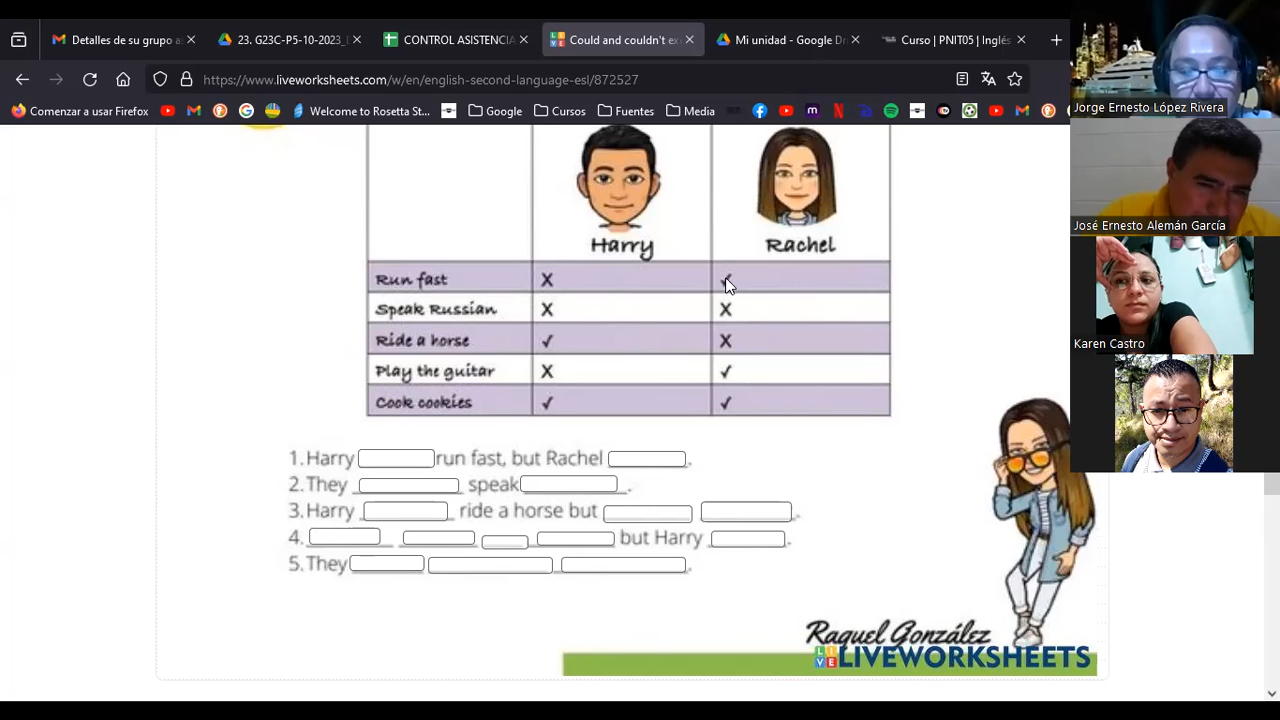 Detalles de su grupo a
23. G23C-P5-10-2023_I
CONTROL ASISTENCIA
Could and couldn't ex
Mi unidad - Google Dr
Curso | PNIT05 | Inglés
https://www.liveworksheets.com/w/en/english-second-language-esl/872527
Comenzar a usar Firefox
Welcome to Ro...
Google
Cursos
Fuentes
Media
Jorge Ernesto López Rivera
José Ernesto Alemán García
Karen Castro
Harry Rachel
Run fast X ✓
Speak Russian X X
Ride a horse ✓ X
Play the guitar X ✓
Cook cookies ✓ ✓
1. Harry run fast, but Rachel .
2. They speak .
3. Harry ride a horse but .
4. but Harry .
5. They .
Raquel González
LIVEWORKSHEETS